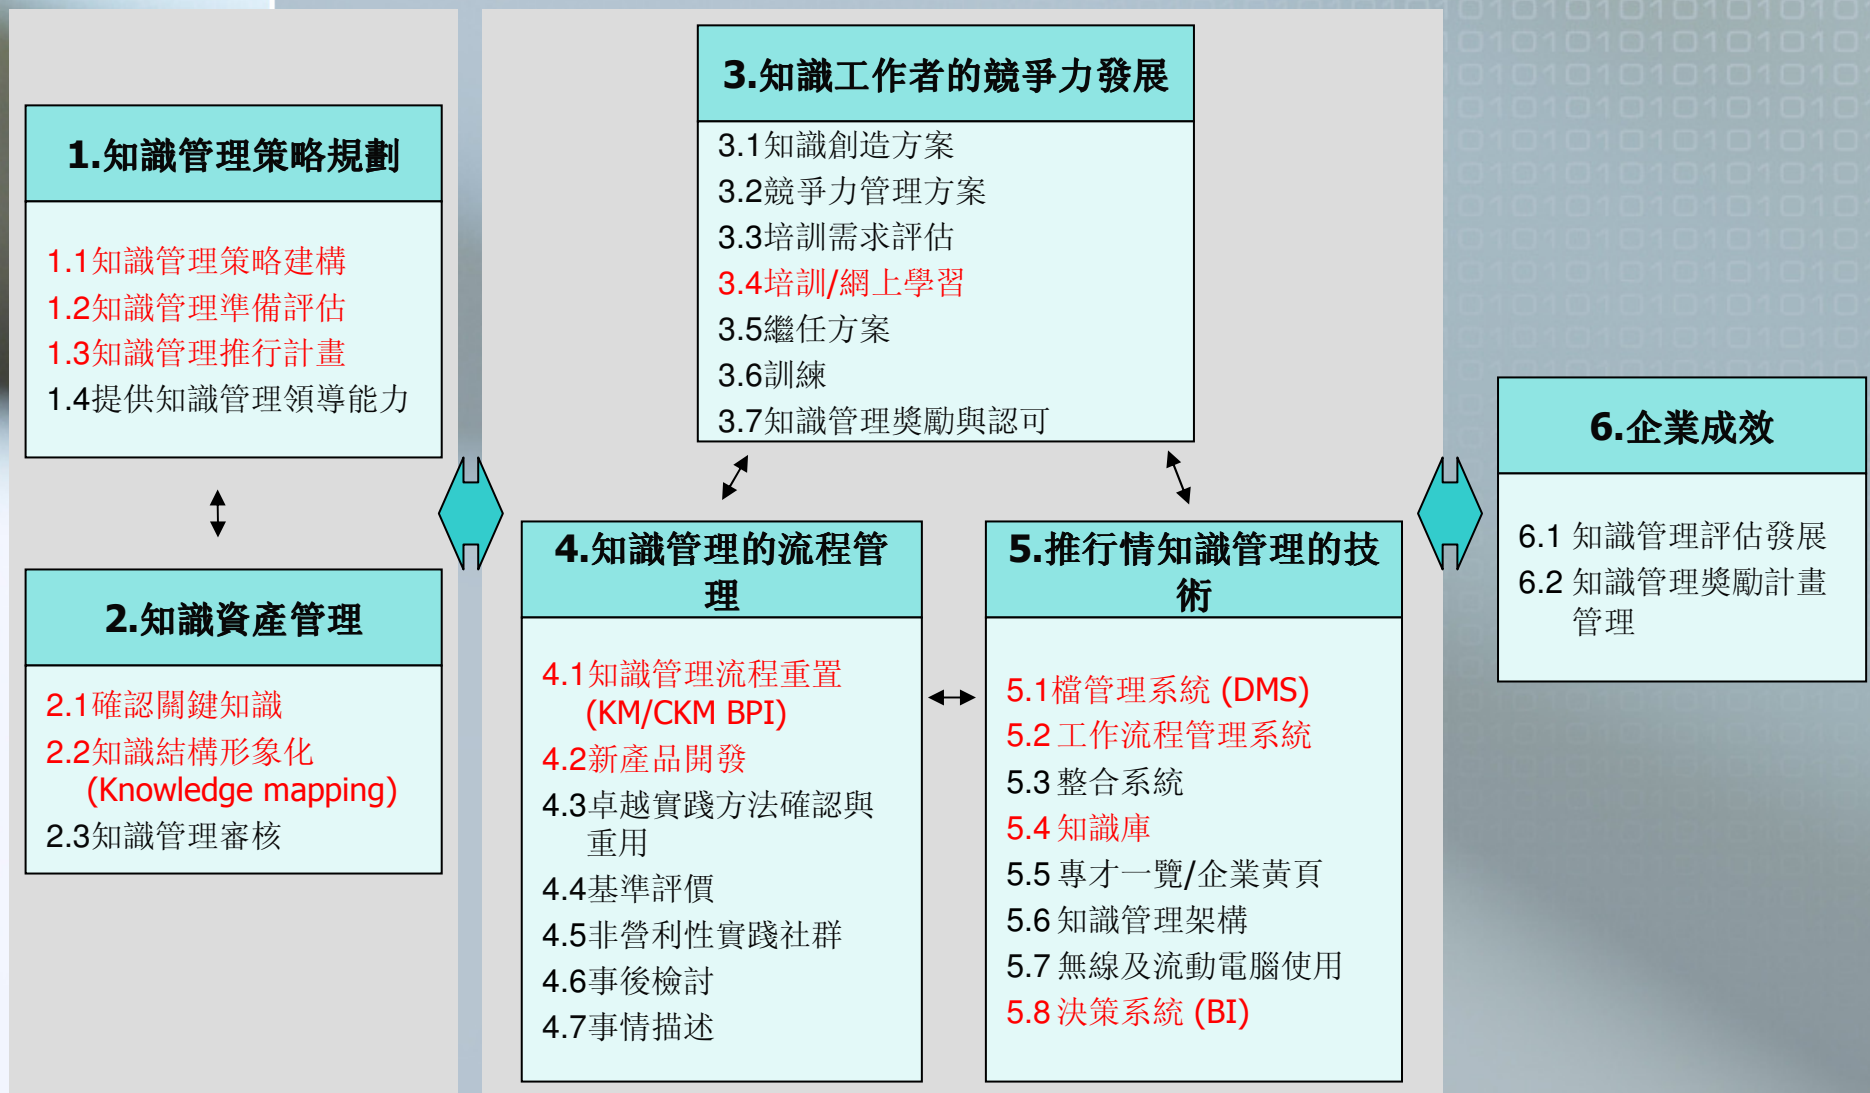 1.知識管理策略規劃
1.1知識管理策略建構
1.2知識管理準備評估
1.3知識管理推行計畫
1.4提供知識管理領導能力
2.知識資產管理
2.1確認關鍵知識
2.2知識結構形象化
(Knowledge mapping)
2.3知識管理審核
3.知識工作者的競爭力發展
3.1知識創造方案
3.2競爭力管理方案
3.3培訓需求評估
3.4培訓/網上學習
3.5繼任方案
3.6訓練
3.7知識管理獎勵與認可
4.知識管理的流程管
理
4.1知識管理流程重置
(KM/CKM BPI)
4.2新產品開發
4.3卓越實踐方法確認與
重用
4.4基準評價
4.5非營利性實踐社群
4.6事後檢討
4.7事情描述
5.推行情知識管理的技
術
5.1檔管理系統 (DMS)
5.2 工作流程管理系統
5.3 整合系統
5.4 知識庫
5.5 專才一覽/企業黃頁
5.6 知識管理架構
5.7 無線及流動電腦使用
5.8 決策系統 (BI)
6.企業成效
6.1 知識管理評估發展
6.2 知識管理獎勵計畫
管理